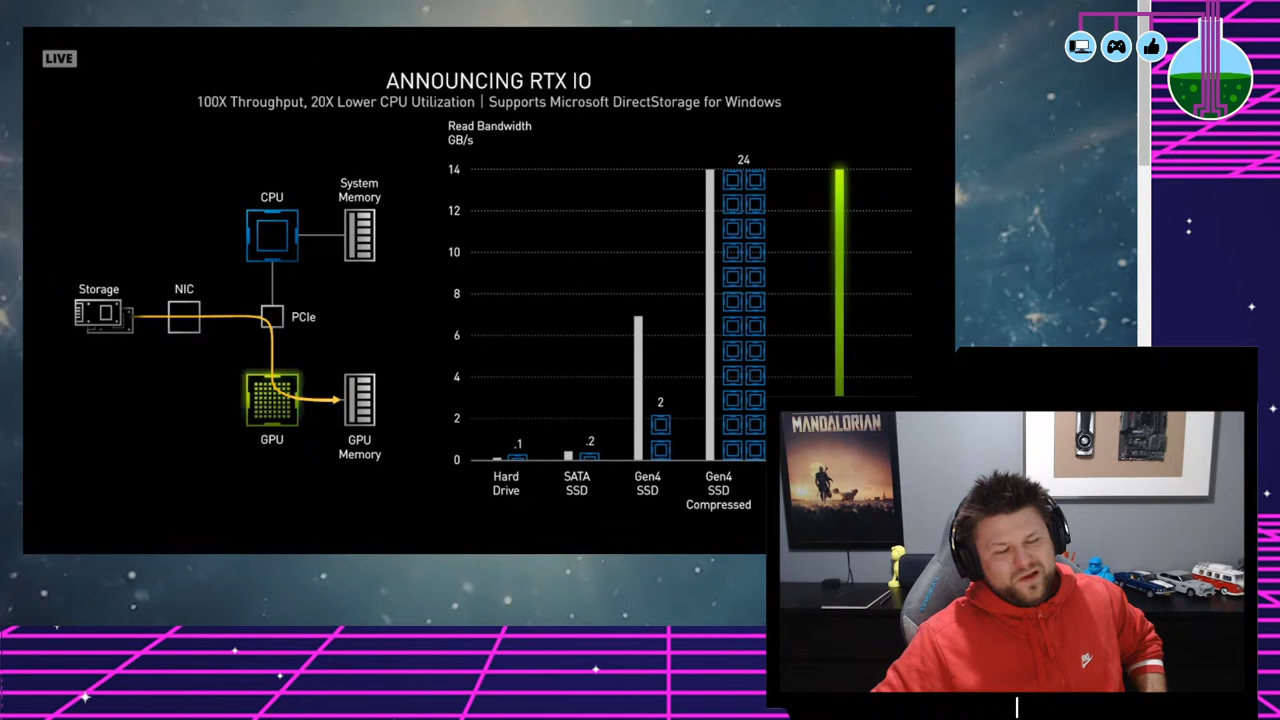 LIVE
ANNOUNCING RTX IO
100X Throughput, 20X Lower CPU Utilization | Supports Microsoft DirectStorage for Windows
Read Bandwidth
GB/s
14
12
10
8
6
4
2
0
.1
.2
2
24
Hard
Drive
SATA
SSD
Gen4
SSD
Gen4
SSD
Compressed
CPU
System
Memory
Storage
NIC
PCIe
GPU
GPU
Memory
THE
MANDALORIAN